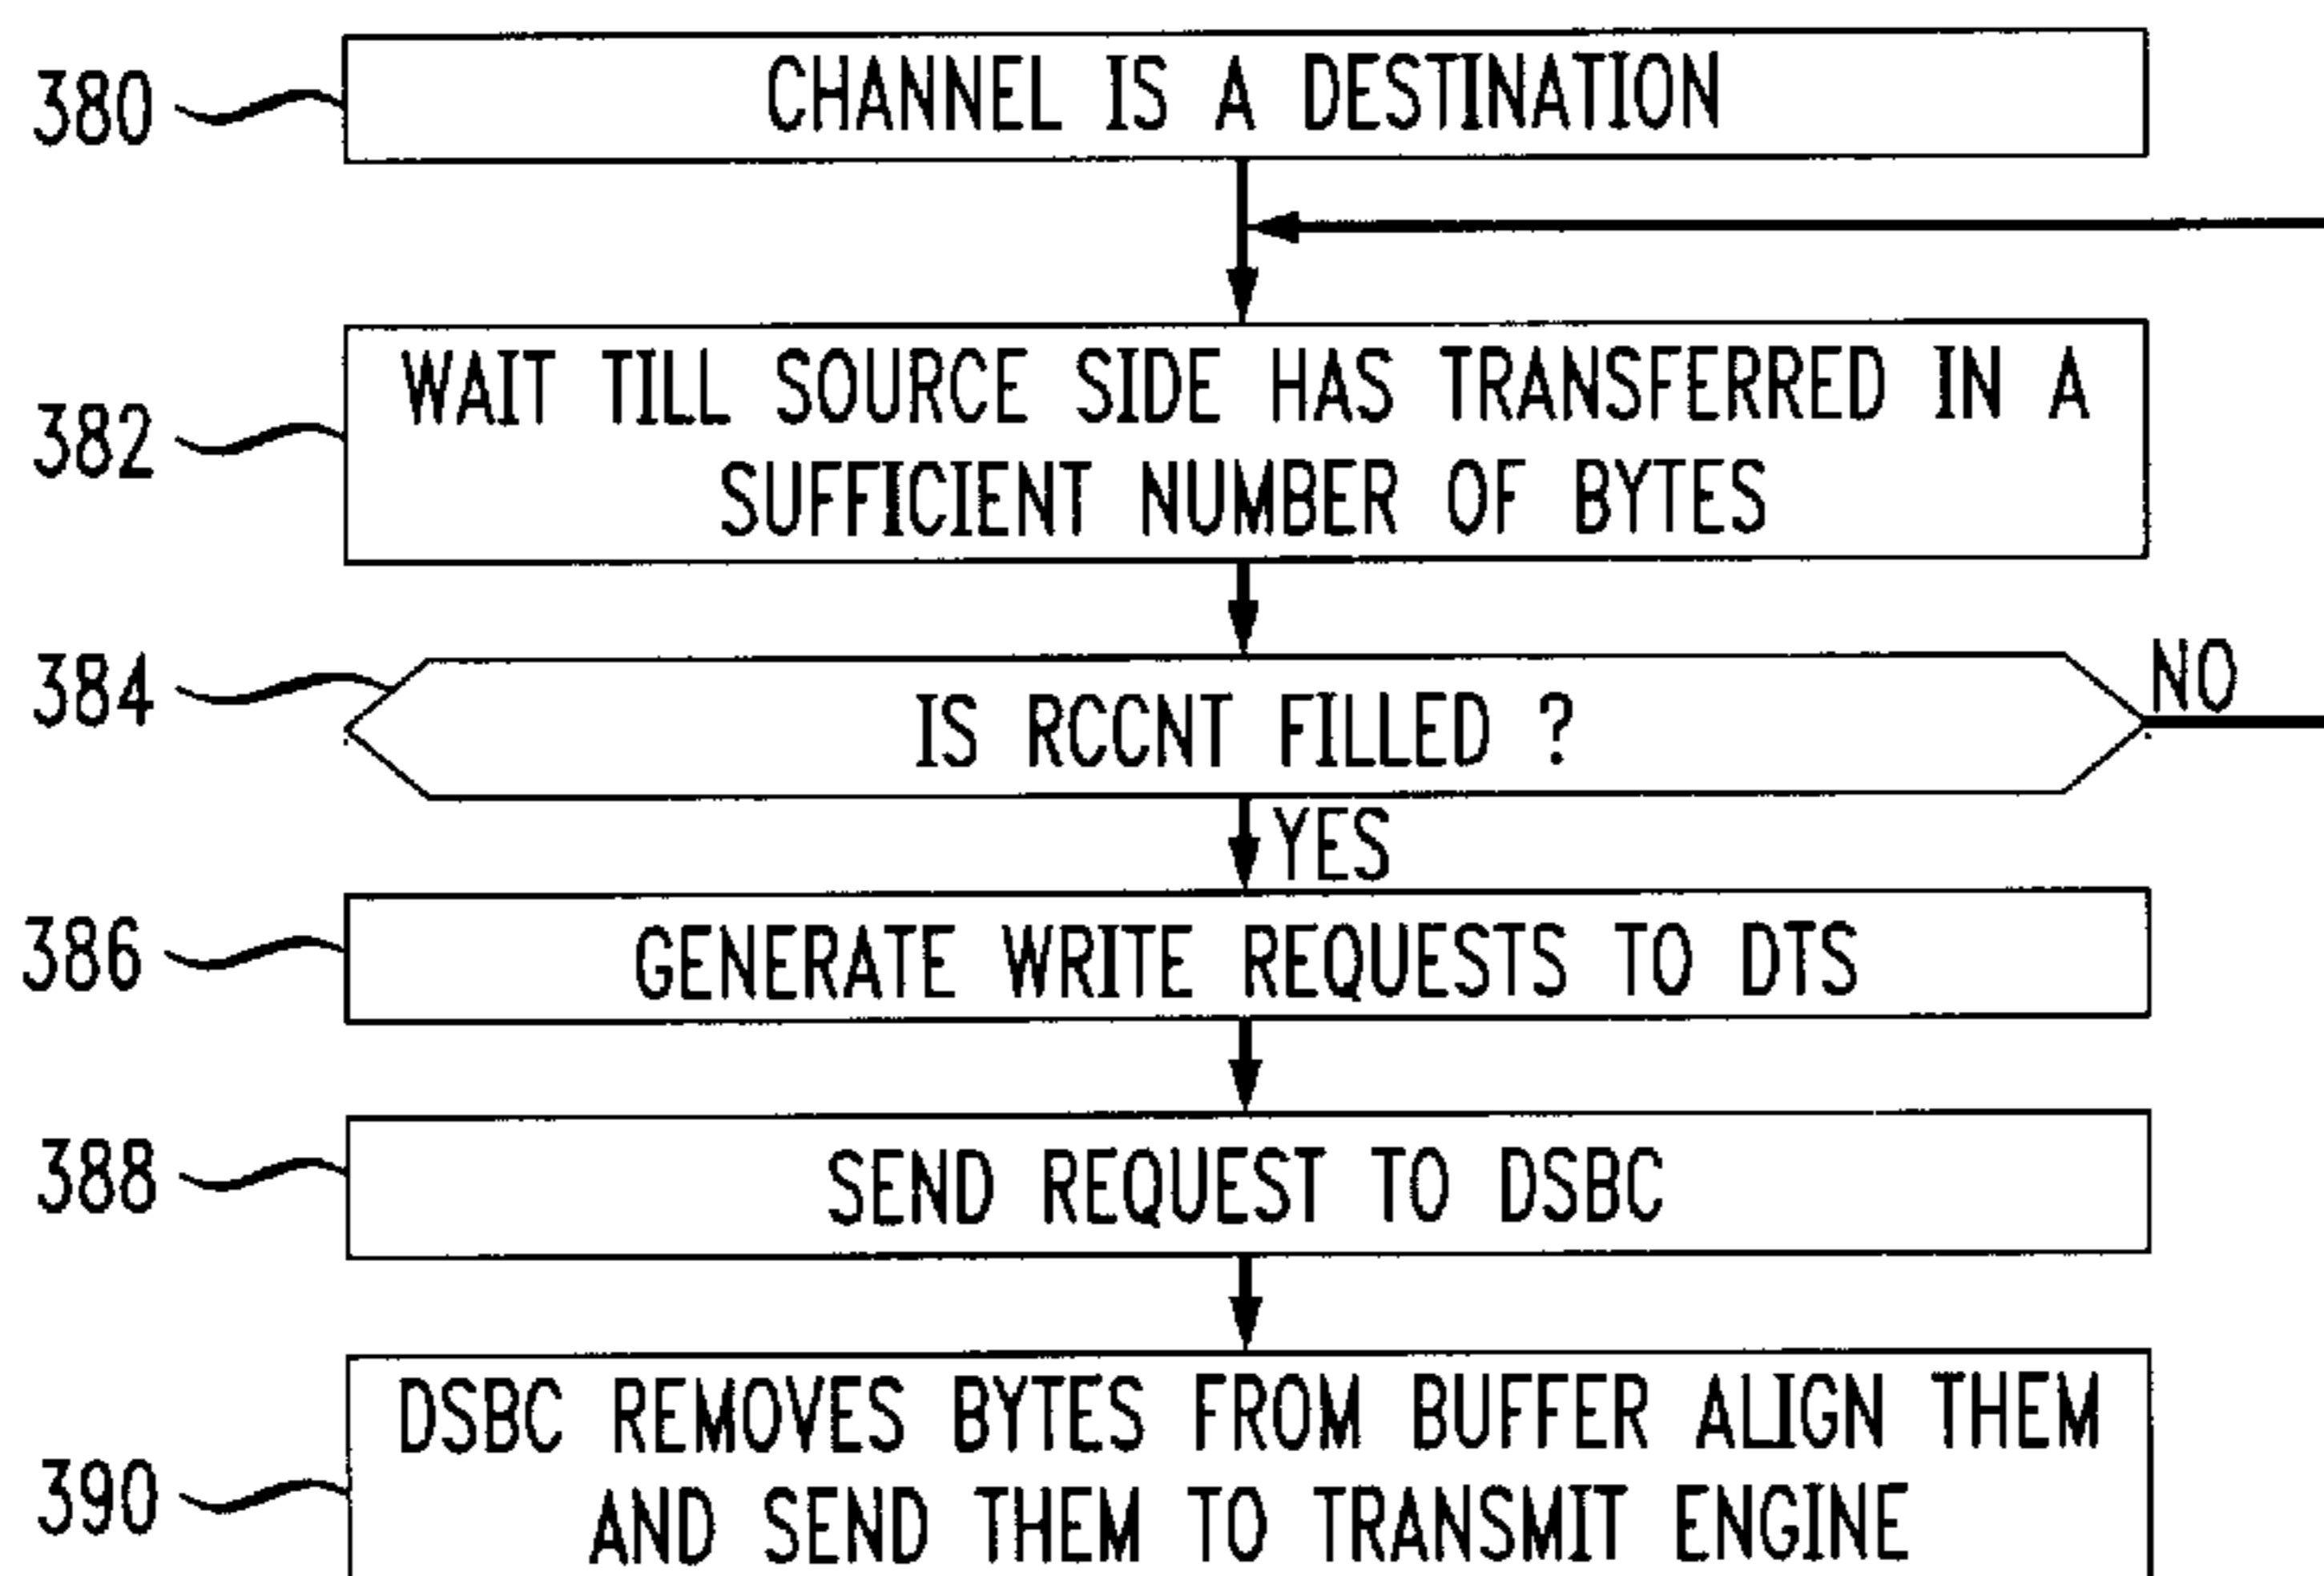 380 CHANNEL IS A DESTINATION
382 WAIT TILL SOURCE SIDE HAS TRANSFERRED IN A
SUFFICIENT NUMBER OF BYTES
384 IS RCCNT FILLED ? NO
YES
386 GENERATE WRITE REQUESTS TO DTS
388 SEND REQUEST TO DSBC
390 DSBC REMOVES BYTES FROM BUFFER ALIGN THEM
AND SEND THEM TO TRANSMIT ENGINE